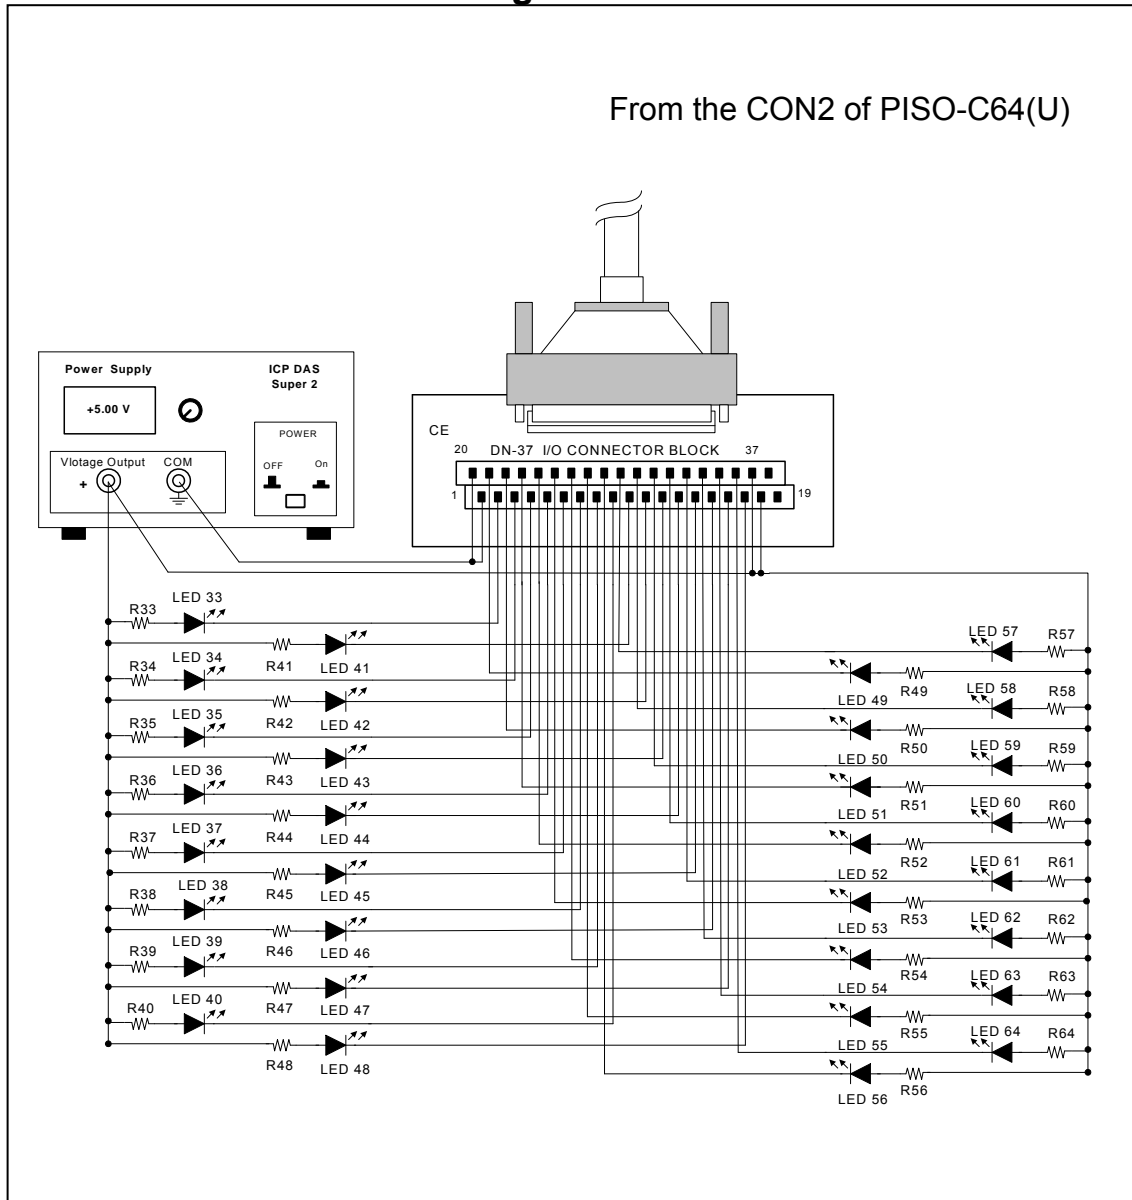 From the CON2 of PISO-C64(U)
Power Supply
ICP DAS
Super 2
+5.00 V
POWER
OFF
On
Vlotage Output
COM
+
CE
20
DN-37 I/O CONNECTOR BLOCK
37
1
19
R33
LED 33
R41
LED 41
R34
LED 34
R42
LED 42
R35
LED 35
R43
LED 43
R36
LED 36
R44
LED 44
R37
LED 37
R45
LED 45
R38
LED 38
R46
LED 46
R39
LED 39
R47
LED 47
R40
LED 40
R48
LED 48
LED 57
R57
R49
LED 49
LED 58
R58
R50
LED 50
LED 59
R59
R51
LED 51
LED 60
R60
R52
LED 52
LED 61
R61
R53
LED 53
LED 62
R62
R54
LED 54
LED 63
R63
R55
LED 55
LED 64
R64
R56
LED 56